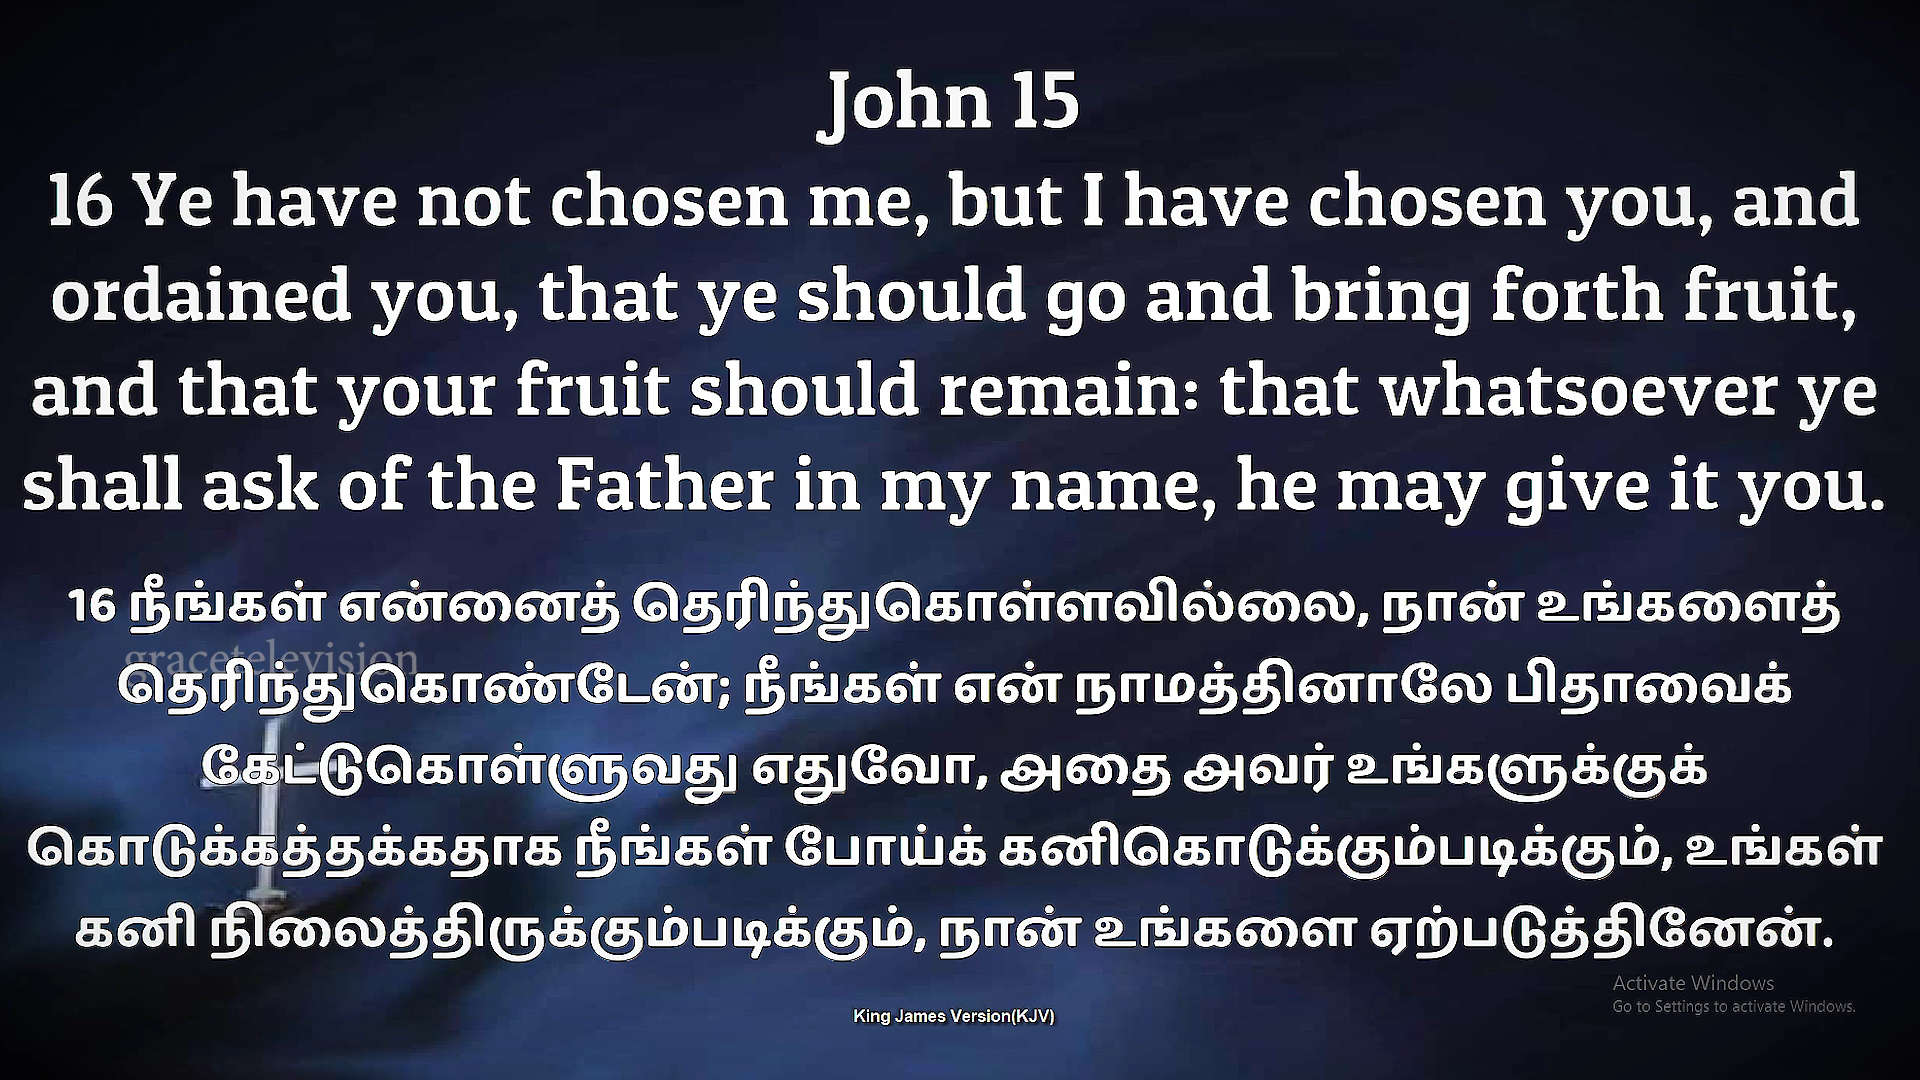 John 15
16 Ye have not chosen me, but I have chosen you, and
ordained you, that ye should go and bring forth fruit,
and that your fruit should remain: that whatsoever ye
shall ask of the Father in my name, he may give it you.
16 நீங்கள் என்னைத் தெரிந்துகொள்ளவில்லை, நான் உங்களைத்
gracetelevision
தெரிந்துகொண்டேன்; நீங்கள் என் நாமத்தினாலே பிதாவைக்
கேட்டுகொள்ளுவது எதுவோ, அதை அவர் உங்களுக்குக்
கொடுக்கத்தக்கதாக நீங்கள் போய்க் கனிகொடுக்கும்படிக்கும், உங்கள்
கனி நிலைத்திருக்கும்படிக்கும், நான் உங்களை ஏற்படுத்தினேன்.
Activate Windows
Go to Settings to activate Windows.
King James Version(KJV)